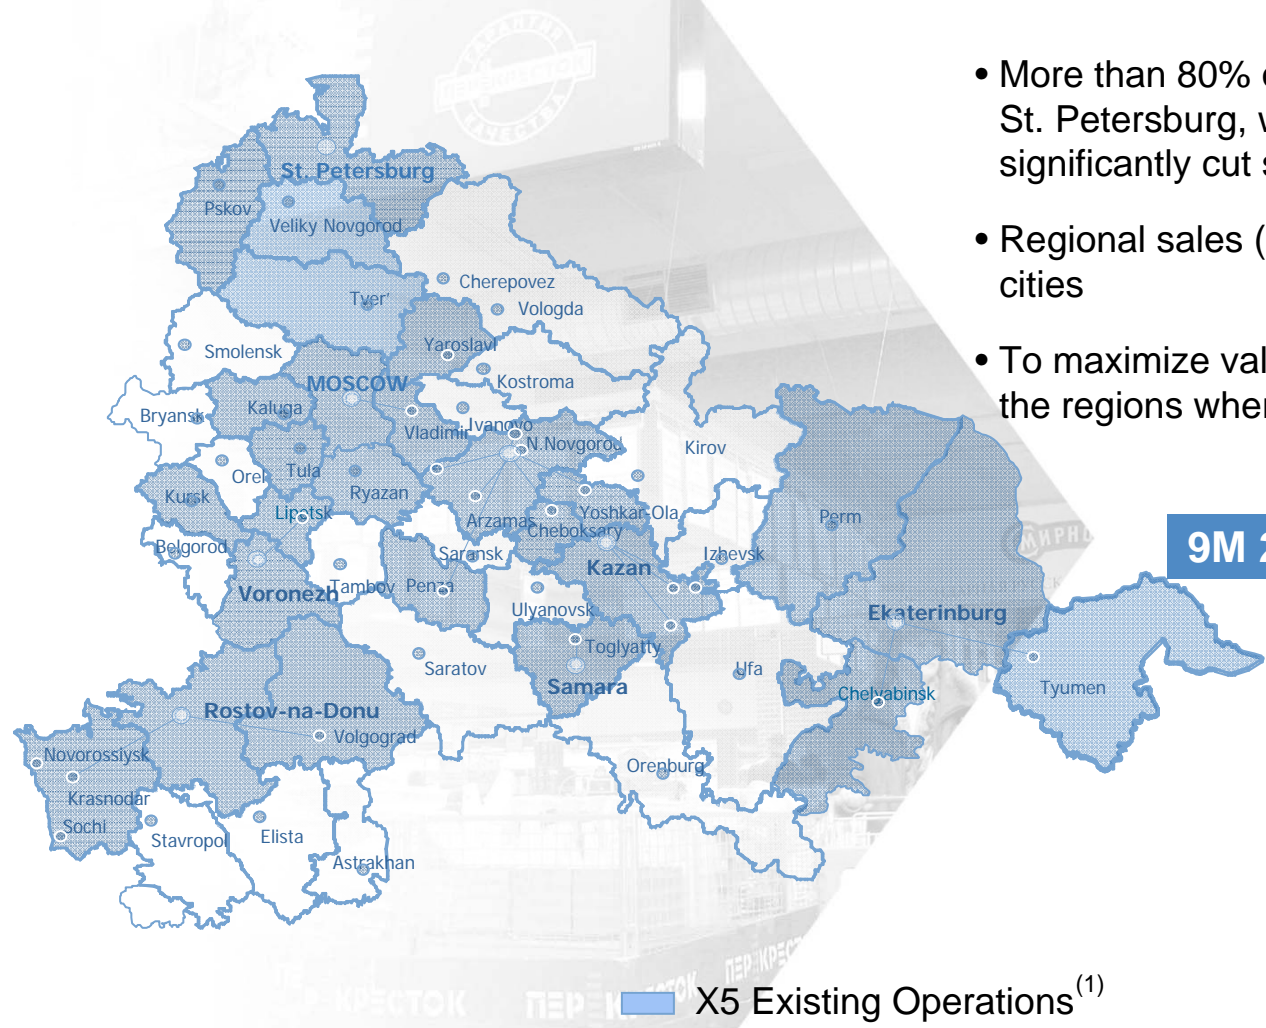 ГАРАНТИЯ
ПЕРЕКРЕСТОК
КАЧЕСТВА
• More than 80% 
St. Petersburg, 
significantly cut 
• Regional sales (
cities
• To maximize 
the regions 
9M
St. Petersburg
Pskov
Veliky Novgorod
Cherepovez
Tver'
Vologda
Smolensk
Yaroslavl
Kostroma
MOSCOW
Bryansk
Kaluga
Vladimir
Ivanovo
N.Novgorod
Kirov
Orel
Tula
Ryazan
Kursk
Lipetsk
Arzamas
Yoshkar-Ola
Cheboksary
Perm
Belgorod
Saransk
Izhevsk
Kazan
Voronezh
Tambov
Penza
Ulyanovsk
Ekaterinburg
Toglyatty
Saratov
Ufa
Samara
Chelyabinsk
Tyumen
Rostov-na-Donu
Volgograd
Novorossiysk
Orenburg
Krasnodar
Sochi
Stavropol
Elista
Astrakhan
X5 Existing Operations(1)